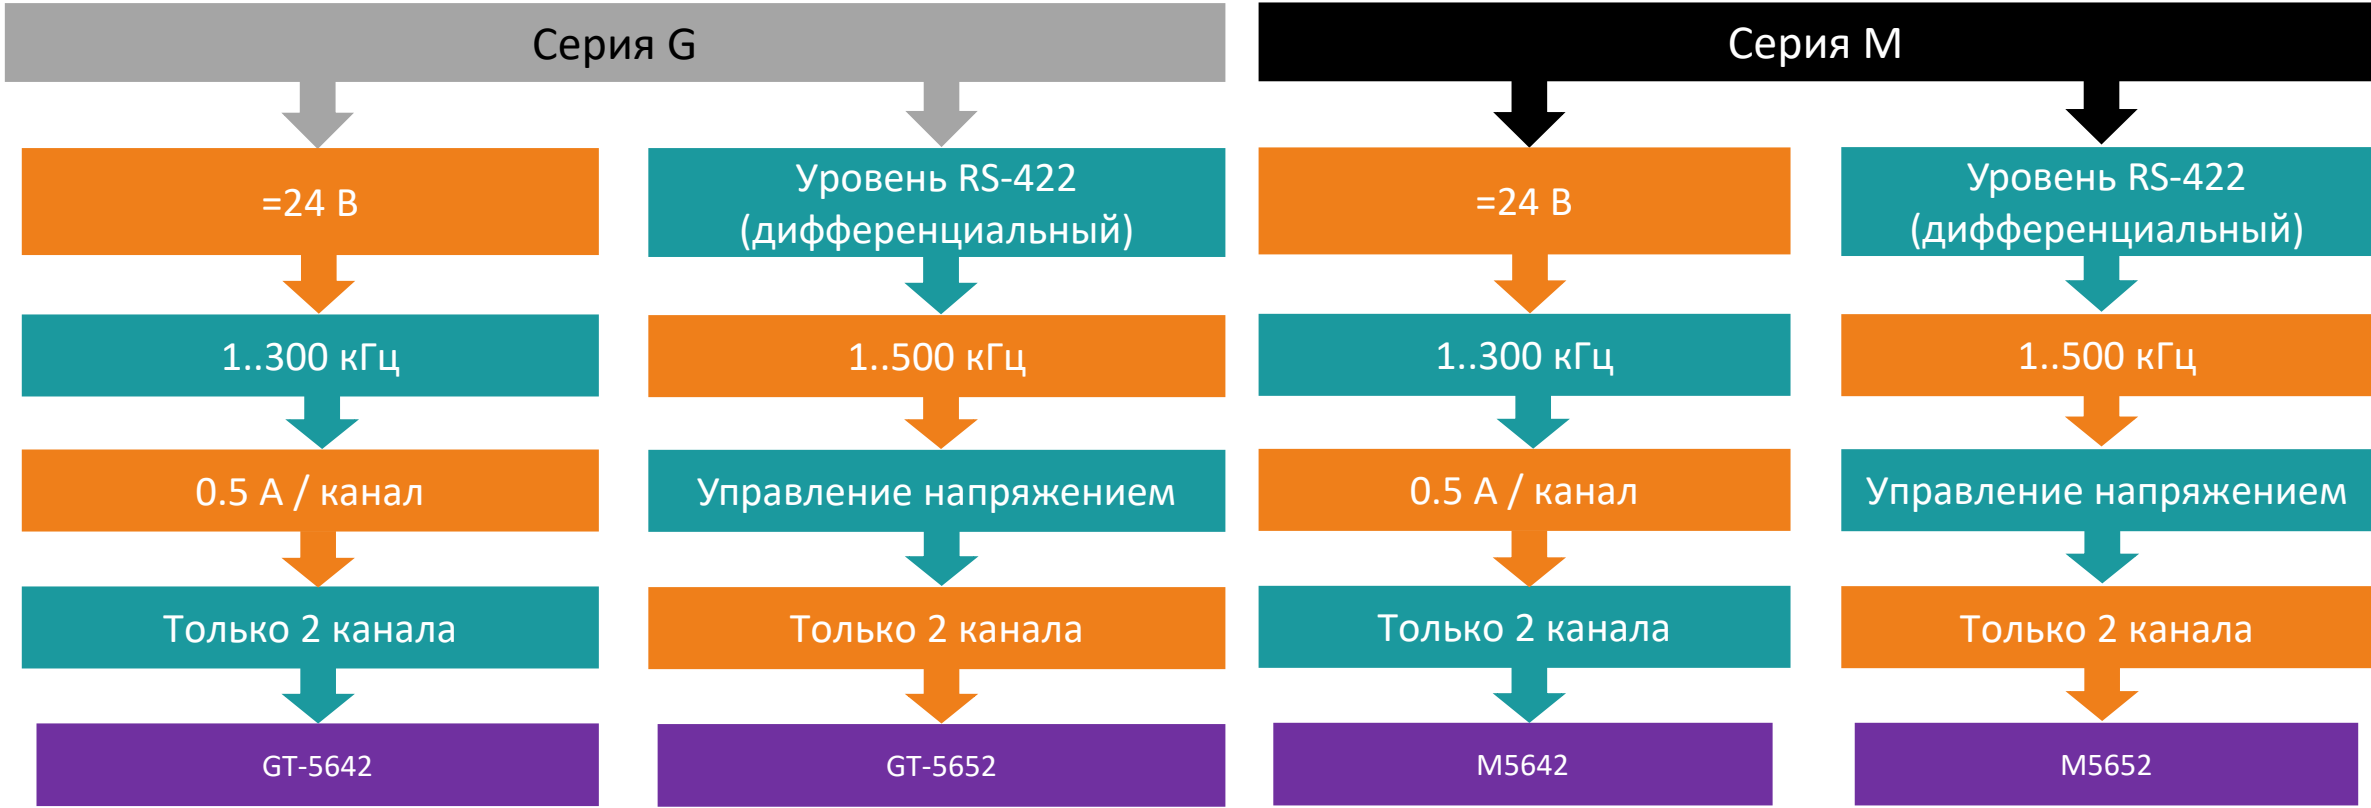 Серия G
Серия M
=24 В
Уровень RS-422
(дифференциальный)
=24 В
Уровень RS-422
(дифференциальный)
1..300 кГц
1..500 кГц
1..300 кГц
1..500 кГц
0.5 А / канал
Управление напряжением
0.5 А / канал
Управление напряжением
Только 2 канала
Только 2 канала
Только 2 канала
Только 2 канала
GT-5642
GT-5652
M5642
M5652